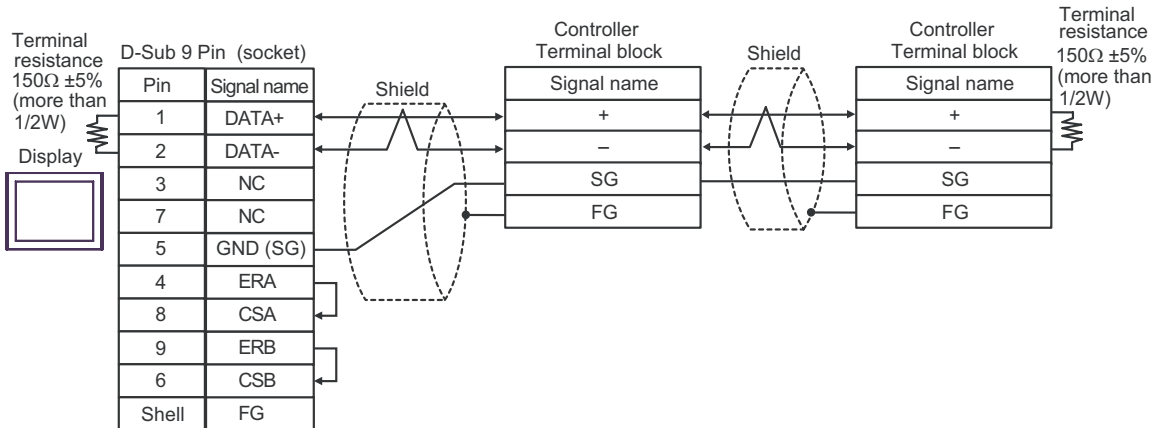 Terminal
resistance
150Ω ±5%
(more than
1/2W)
Display
D-Sub 9 Pin (socket)
Pin Signal name
1 DATA+
2 DATA-
3 NC
7 NC
5 GND (SG)
4 ERA
8 CSA
9 ERB
6 CSB
Shell FG
Shield
Controller
Terminal block
Signal name
+
–
SG
FG
Shield
Controller
Terminal block
Signal name
+
–
SG
FG
Terminal
resistance
150Ω ±5%
(more than
1/2W)